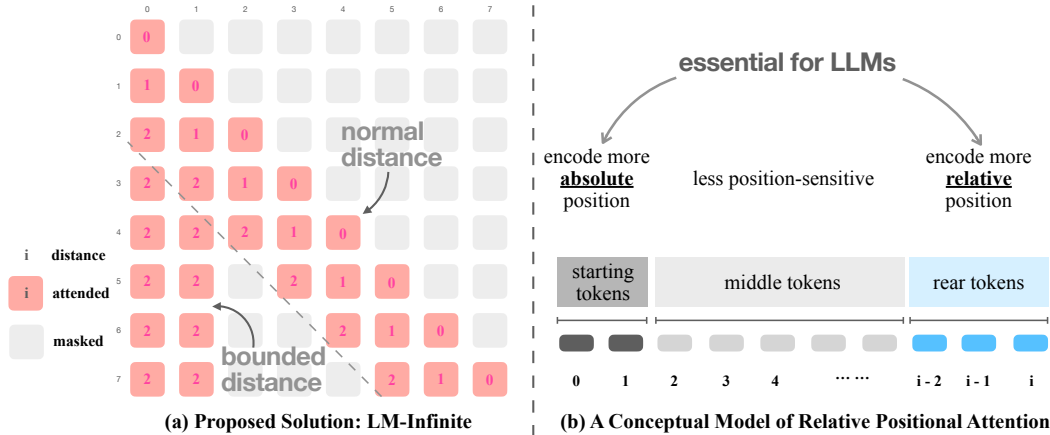 0 1 2 3 4 5 6 7
0 0
1 1 0
2 2 1 0
3 2 2 1 0
4 2 2 2 1 0
5 2 2 2 1 0
6 2 2 2 1 0
7 2 2 2 1 0
normal
distance
bounded
distance
i distance
i attended
masked
(a) Proposed Solution: LM-Infinite
essential for LLMs
encode more
absolute
position
less position-sensitive
encode more
relative
position
starting
tokens
middle tokens
rear tokens
0 1 2 3 4 ... ... i - 2 i - 1 i
(b) A Conceptual Model of Relative Positional Attention